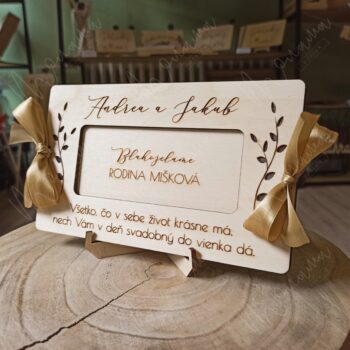 Andrea a Jakub
Blahoželáme
RODINA MIŠKOVÁ
Všetko, čo v sebe život krásne má,
nech Vám v deň svadobný do vienka dá.